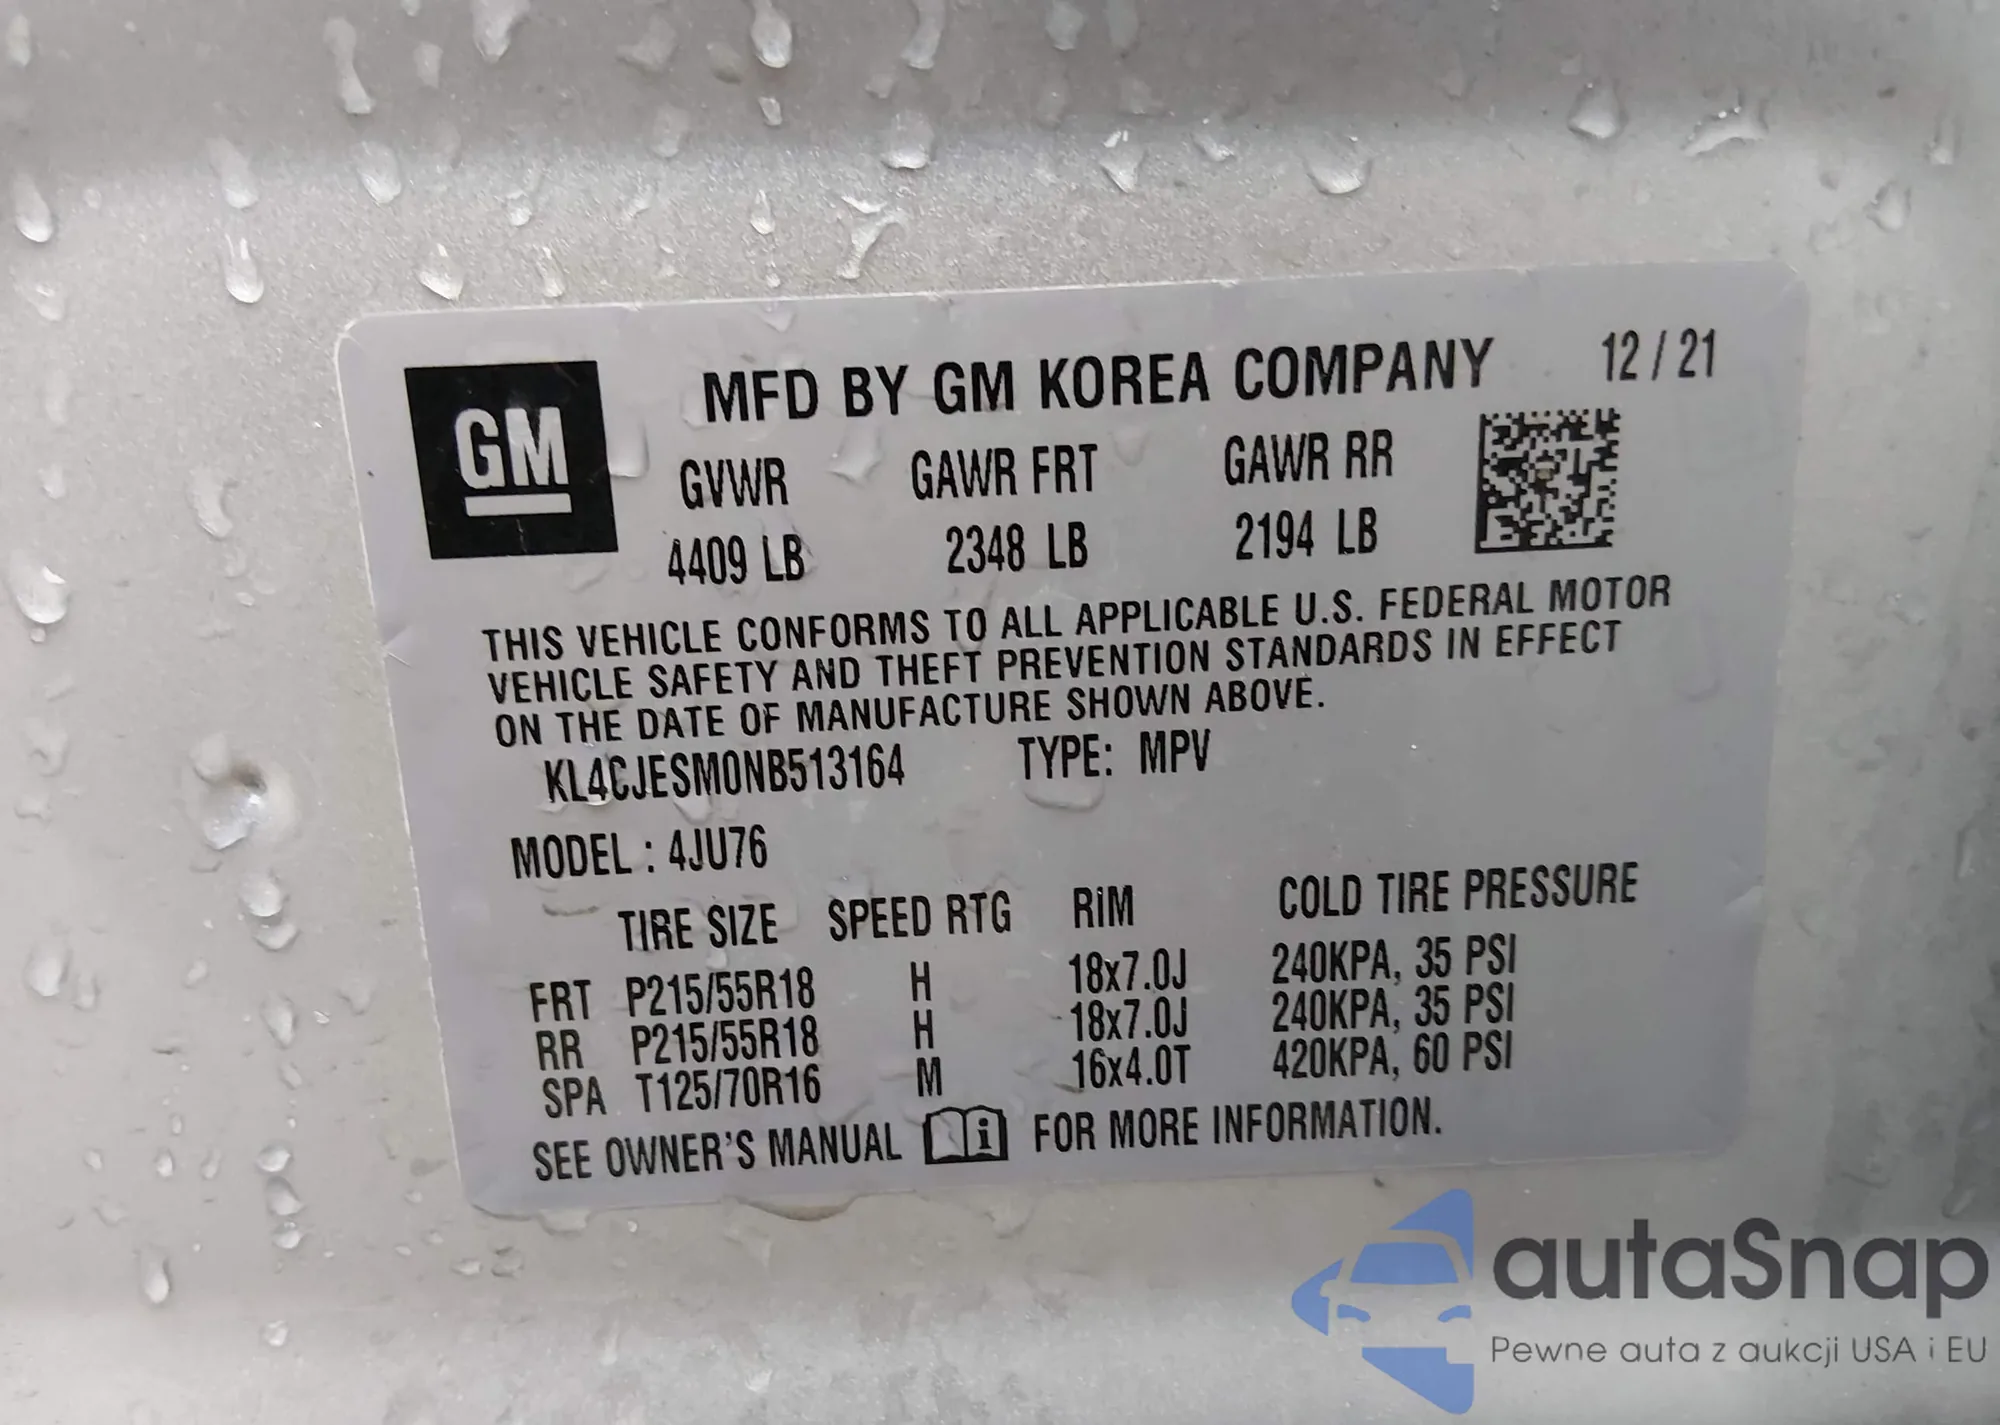 GM
MFD BY GM KOREA COMPANY 12 / 21
GVWR GAWR FRT GAWR RR
4409 LB 2348 LB 2194 LB
THIS VEHICLE CONFORMS TO ALL APPLICABLE U.S. FEDERAL MOTOR
VEHICLE SAFETY AND THEFT PREVENTION STANDARDS IN EFFECT
ON THE DATE OF MANUFACTURE SHOWN ABOVE.
KL4CJESM0NB513164 TYPE: MPV
MODEL : 4JU76
TIRE SIZE SPEED RTG RiM COLD TIRE PRESSURE
FRT P215/55R18 H 18x7.0J 240KPA, 35 PSI
RR P215/55R18 H 18x7.0J 240KPA, 35 PSI
SPA T125/70R16 M 16x4.0T 420KPA, 60 PSI
SEE OWNER'S MANUAL i FOR MORE INFORMATION.
autaSnap
Pewne auta z aukcji USA i EU